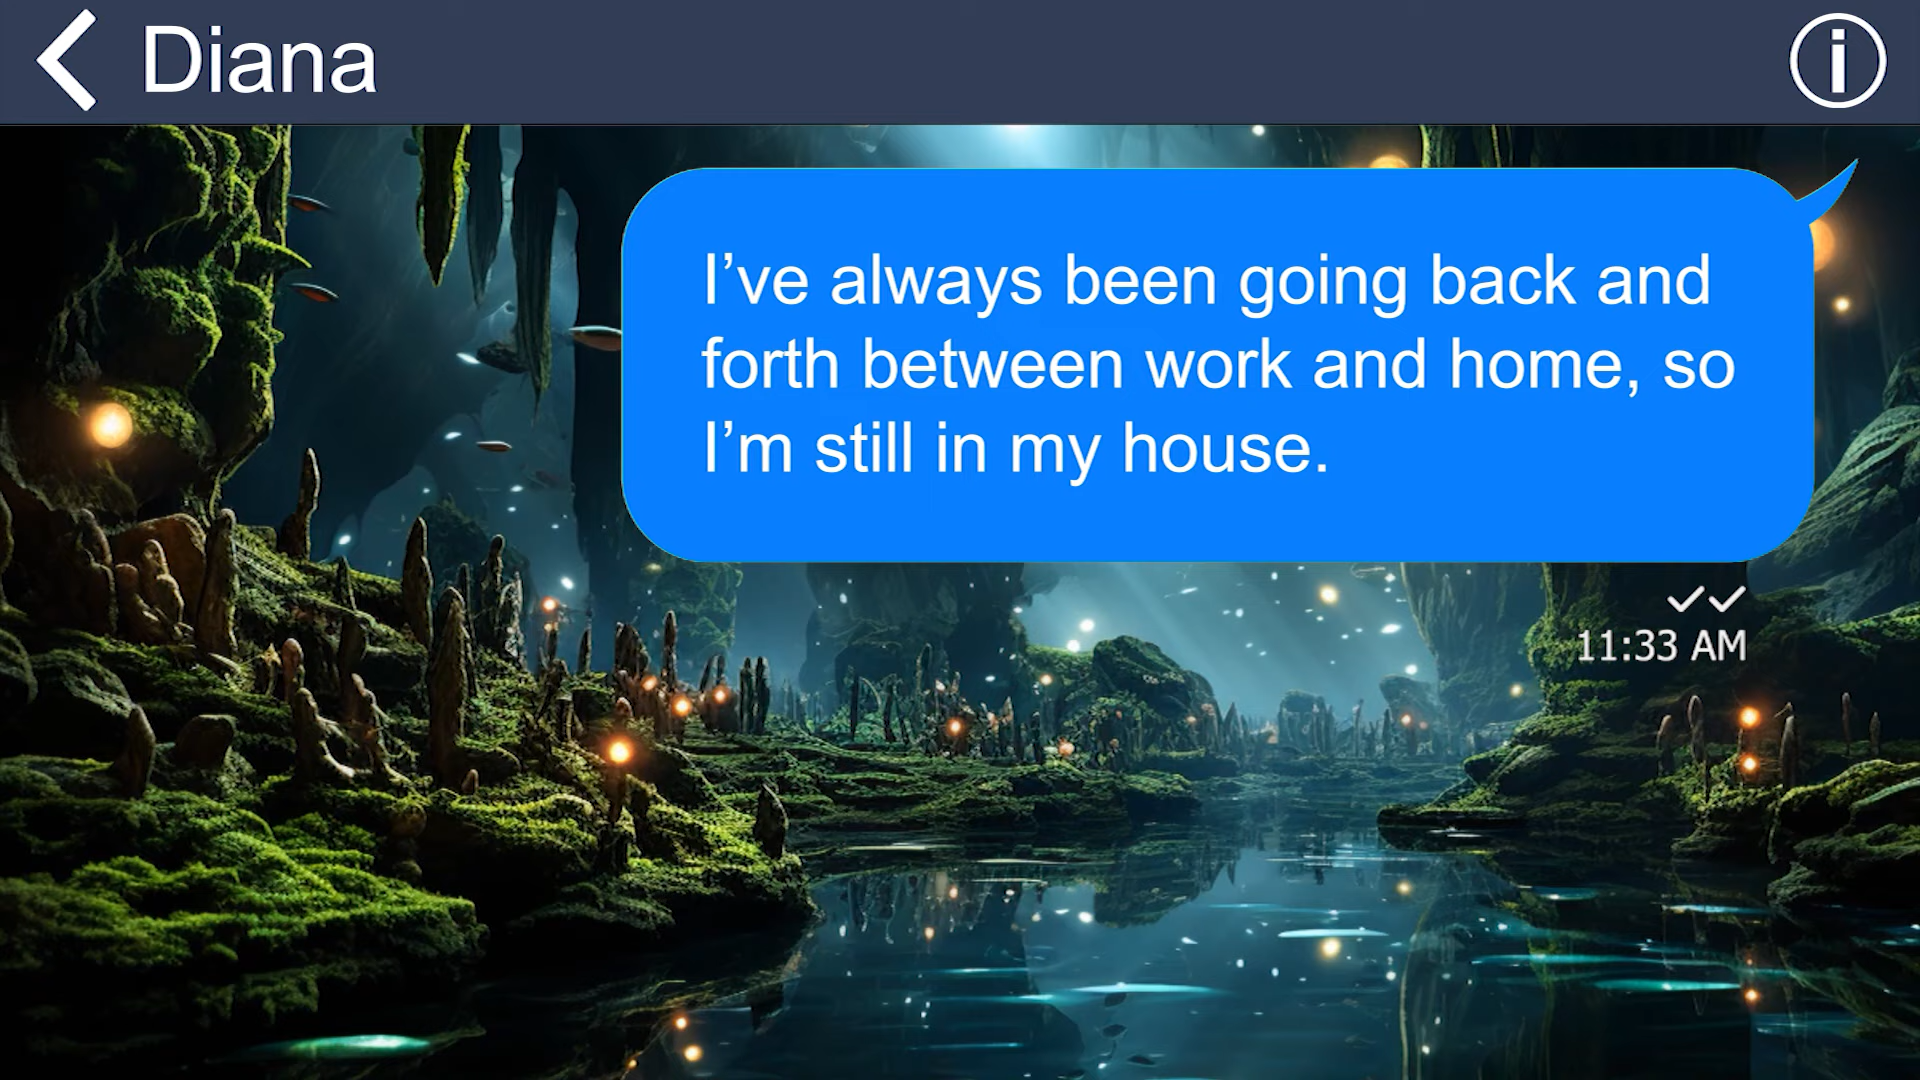 Diana
I’ve always been going back and
forth between work and home, so
I’m still in my house.
11:33 AM